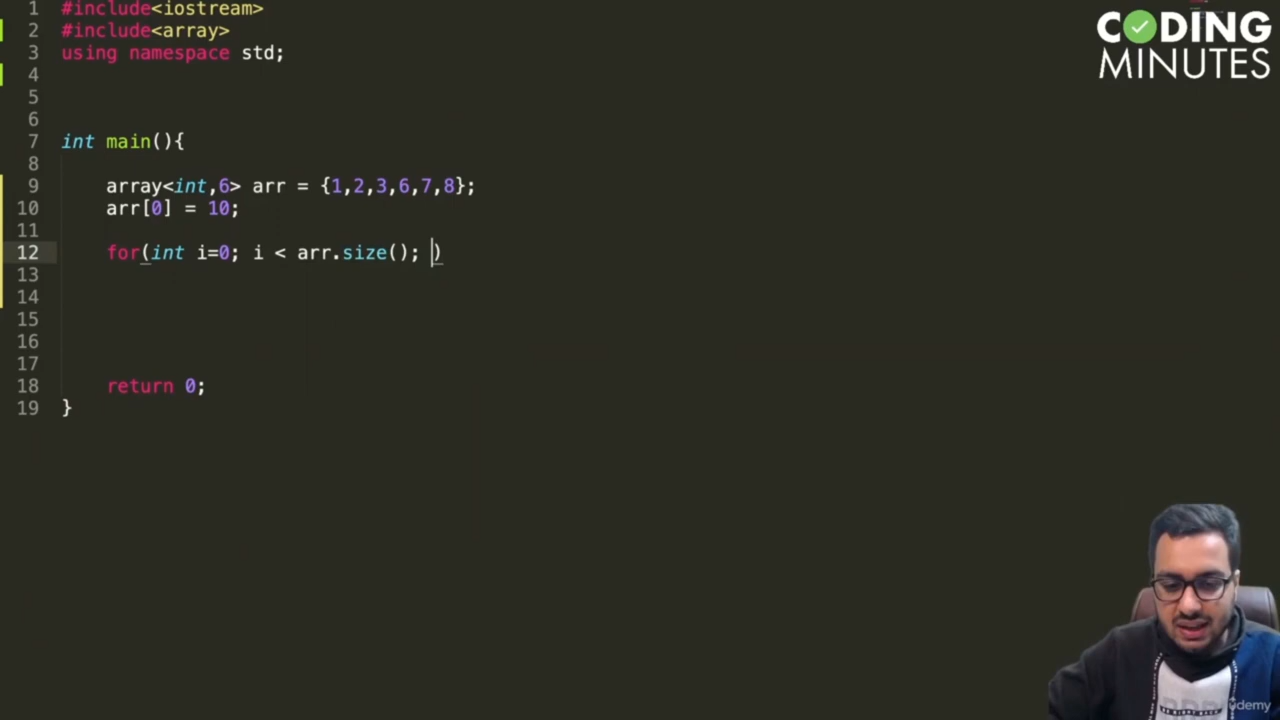 1 #include<iostream>
2 #include<array>
3 using namespace std;
4
5
6
7 int main(){
8
9 array<int,6> arr = {1,2,3,6,7,8};
10 arr[0] = 10;
11
12 for(int i=0; i < arr.size(); )
13
14
15
16
17
18 return 0;
19 }
CODING
MINUTES
udemy